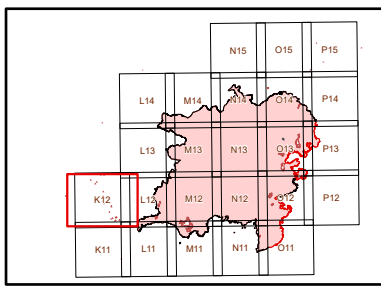 N15 O15 P15
L14 M14 N14 O14 P14
L13 M13 N13 O13 P13
K12 L12 M12 N12 O12 P12
K11 L11 M11 N11 O11